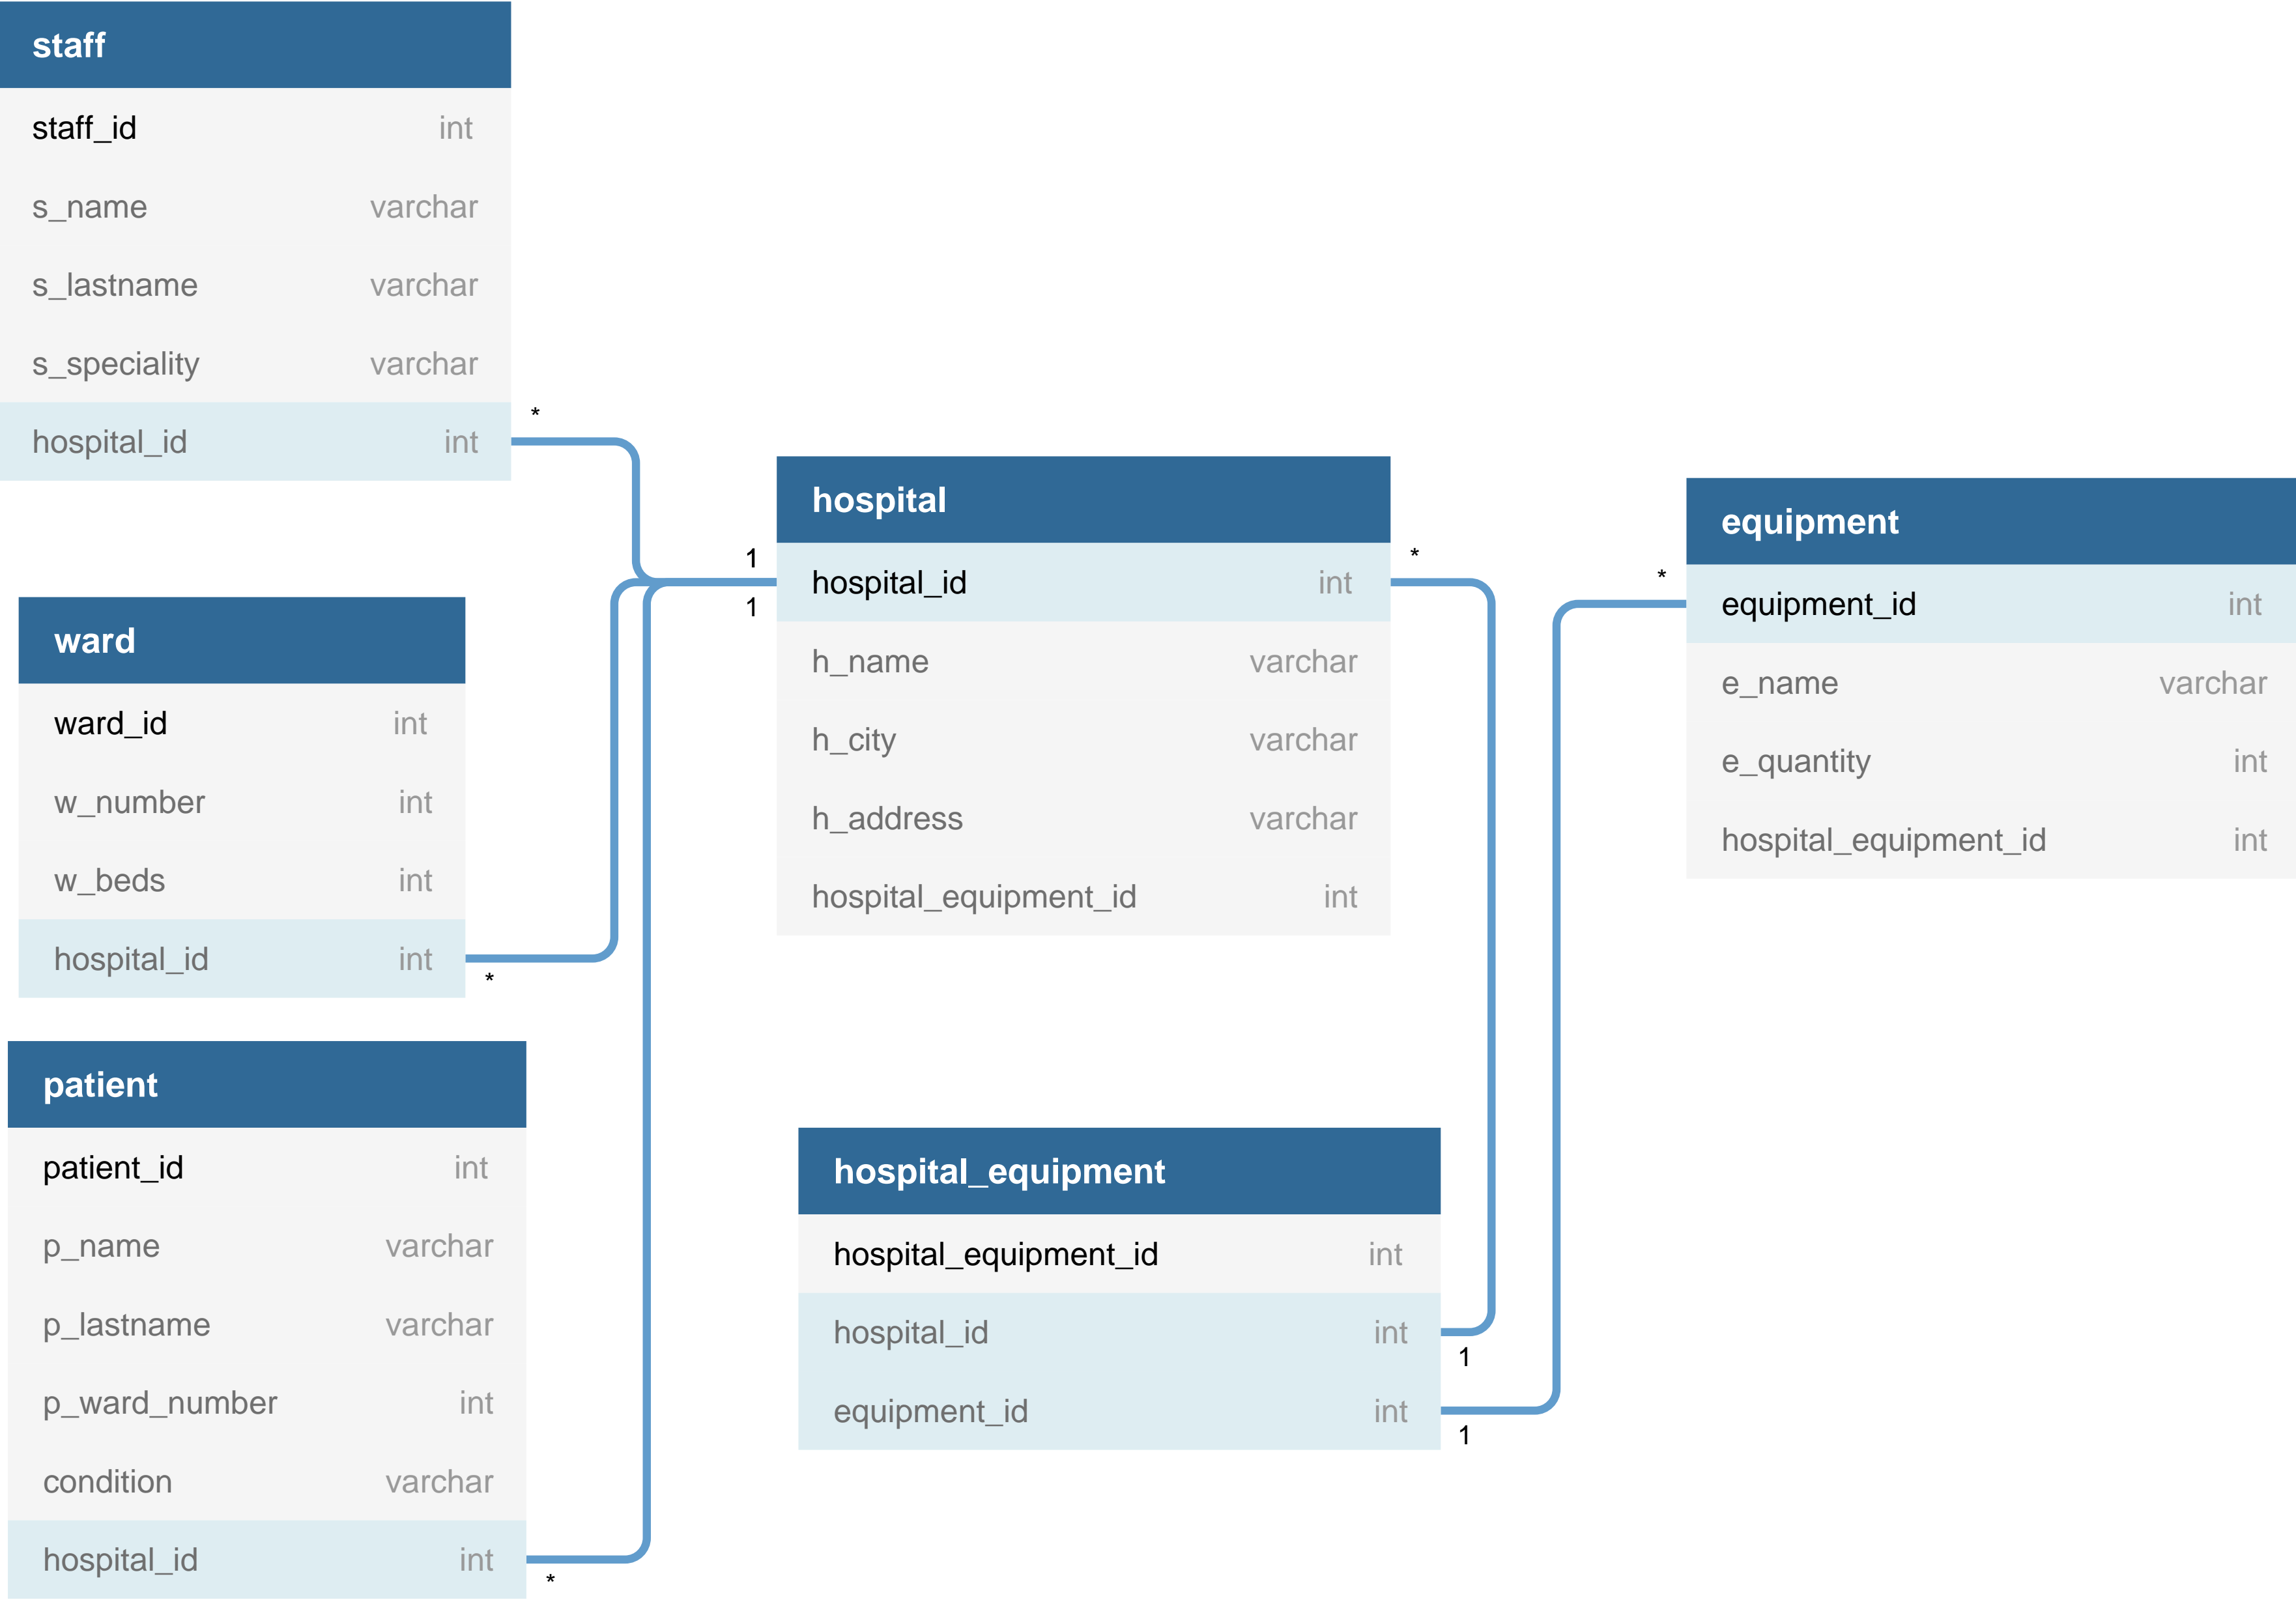 staff
staff_id int
s_name varchar
s_lastname varchar
s_speciality varchar
hospital_id int
*
ward
ward_id int
w_number int
w_beds int
hospital_id int
*
patient
patient_id int
p_name varchar
p_lastname varchar
p_ward_number int
condition varchar
hospital_id int
*
1
1
hospital
hospital_id int
*
h_name varchar
h_city varchar
h_address varchar
hospital_equipment_id int
hospital_equipment
hospital_equipment_id int
hospital_id int
1
equipment_id int
1
equipment
*
equipment_id int
e_name varchar
e_quantity int
hospital_equipment_id int